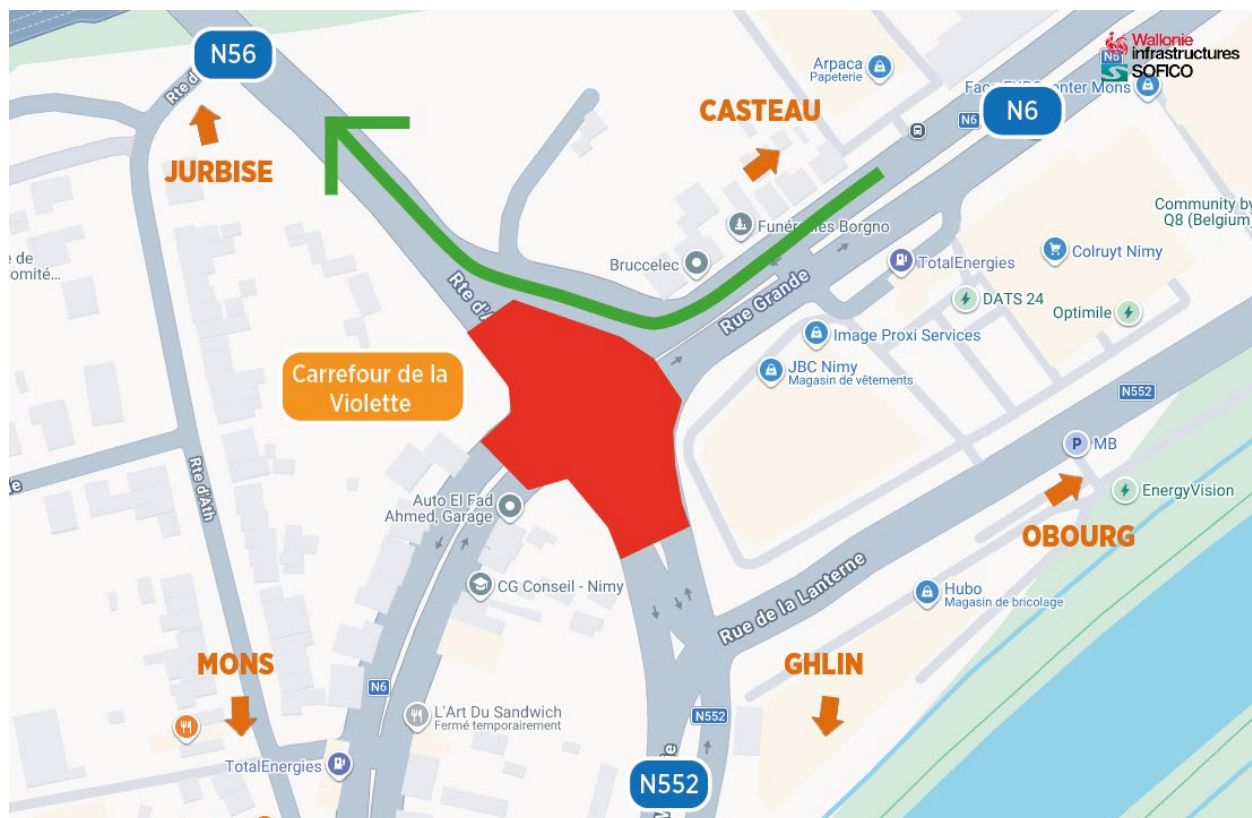 N56
Wallonie
infrastructures
SOFICO
Arpaca
Papeterie
N6
N6
N6
CASTEAU
JURBISE
Funérailles Borgno
Bruccelec
Community by
Q8 (Belgium)
Colruyt Nimy
TotalEnergies
DATS 24
Optimile
Rue Grande
Image Proxi Services
JBC Nimy
Magasin de vêtements
Carrefour de la
Violette
N552
MB
EnergyVision
OBOURG
Rte d'Ath
Auto El Fad
Ahmed, Garage
CG Conseil - Nimy
Rue de la Lanterne
Hubo
Magasin de bricolage
MONS
GHLIN
N6
L'Art Du Sandwich
Fermé temporairement
N552
TotalEnergies
N552